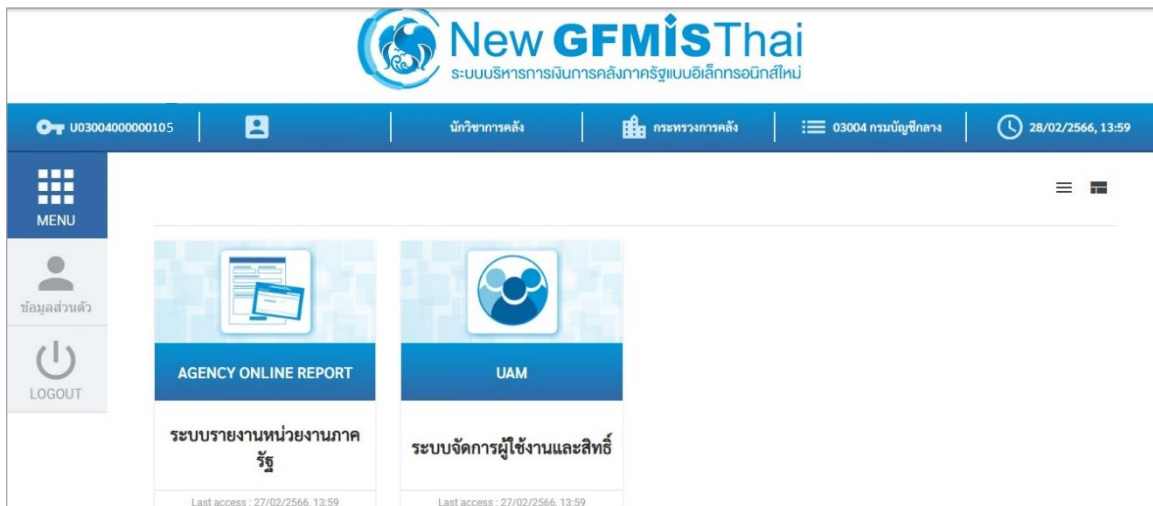 New GFMISThai
ระบบบริหารการเงินการคลังภาครัฐแบบอิเล็กทรอนิกส์ใหม่
U03004000000105
นักวิชาการคลัง
กระทรวงการคลัง
03004 กรมบัญชีกลาง
28/02/2566, 13:59
MENU
ข้อมูลส่วนตัว
LOGOUT
AGENCY ONLINE REPORT
ระบบรายงานหน่วยงานภาค
รัฐ
Last access : 27/02/2566, 13:59
UAM
ระบบจัดการผู้ใช้งานและสิทธิ์
Last access : 27/02/2566, 13:59